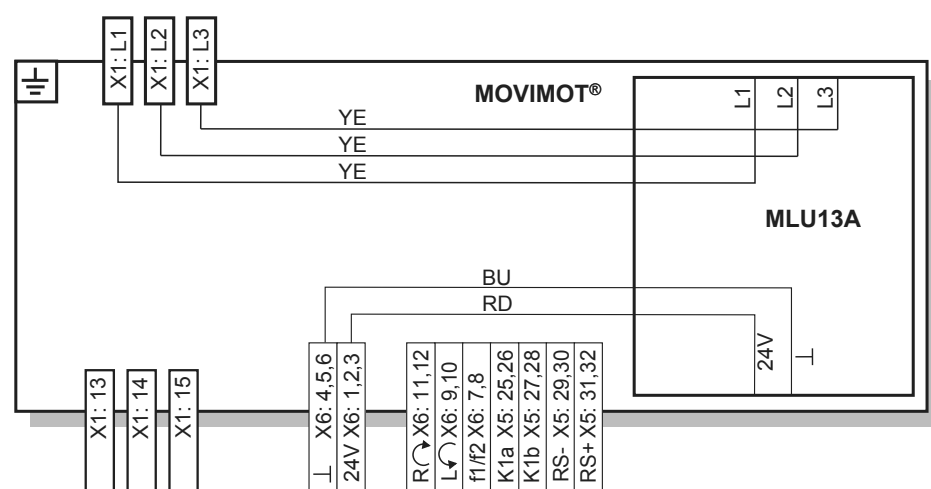 X1: L1
X1: L2
X1: L3
MOVIMOT®
L1
L2
L3
YE
YE
YE
MLU13A
BU
RD
24V
⊥
X1: 13
X1: 14
X1: 15
⊥ X6: 4,5,6
24V X6: 1,2,3
R X6: 11,12
L X6: 9,10
f1/f2 X6: 7,8
K1a X5: 25,26
K1b X5: 27,28
RS- X5: 29,30
RS+ X5: 31,32